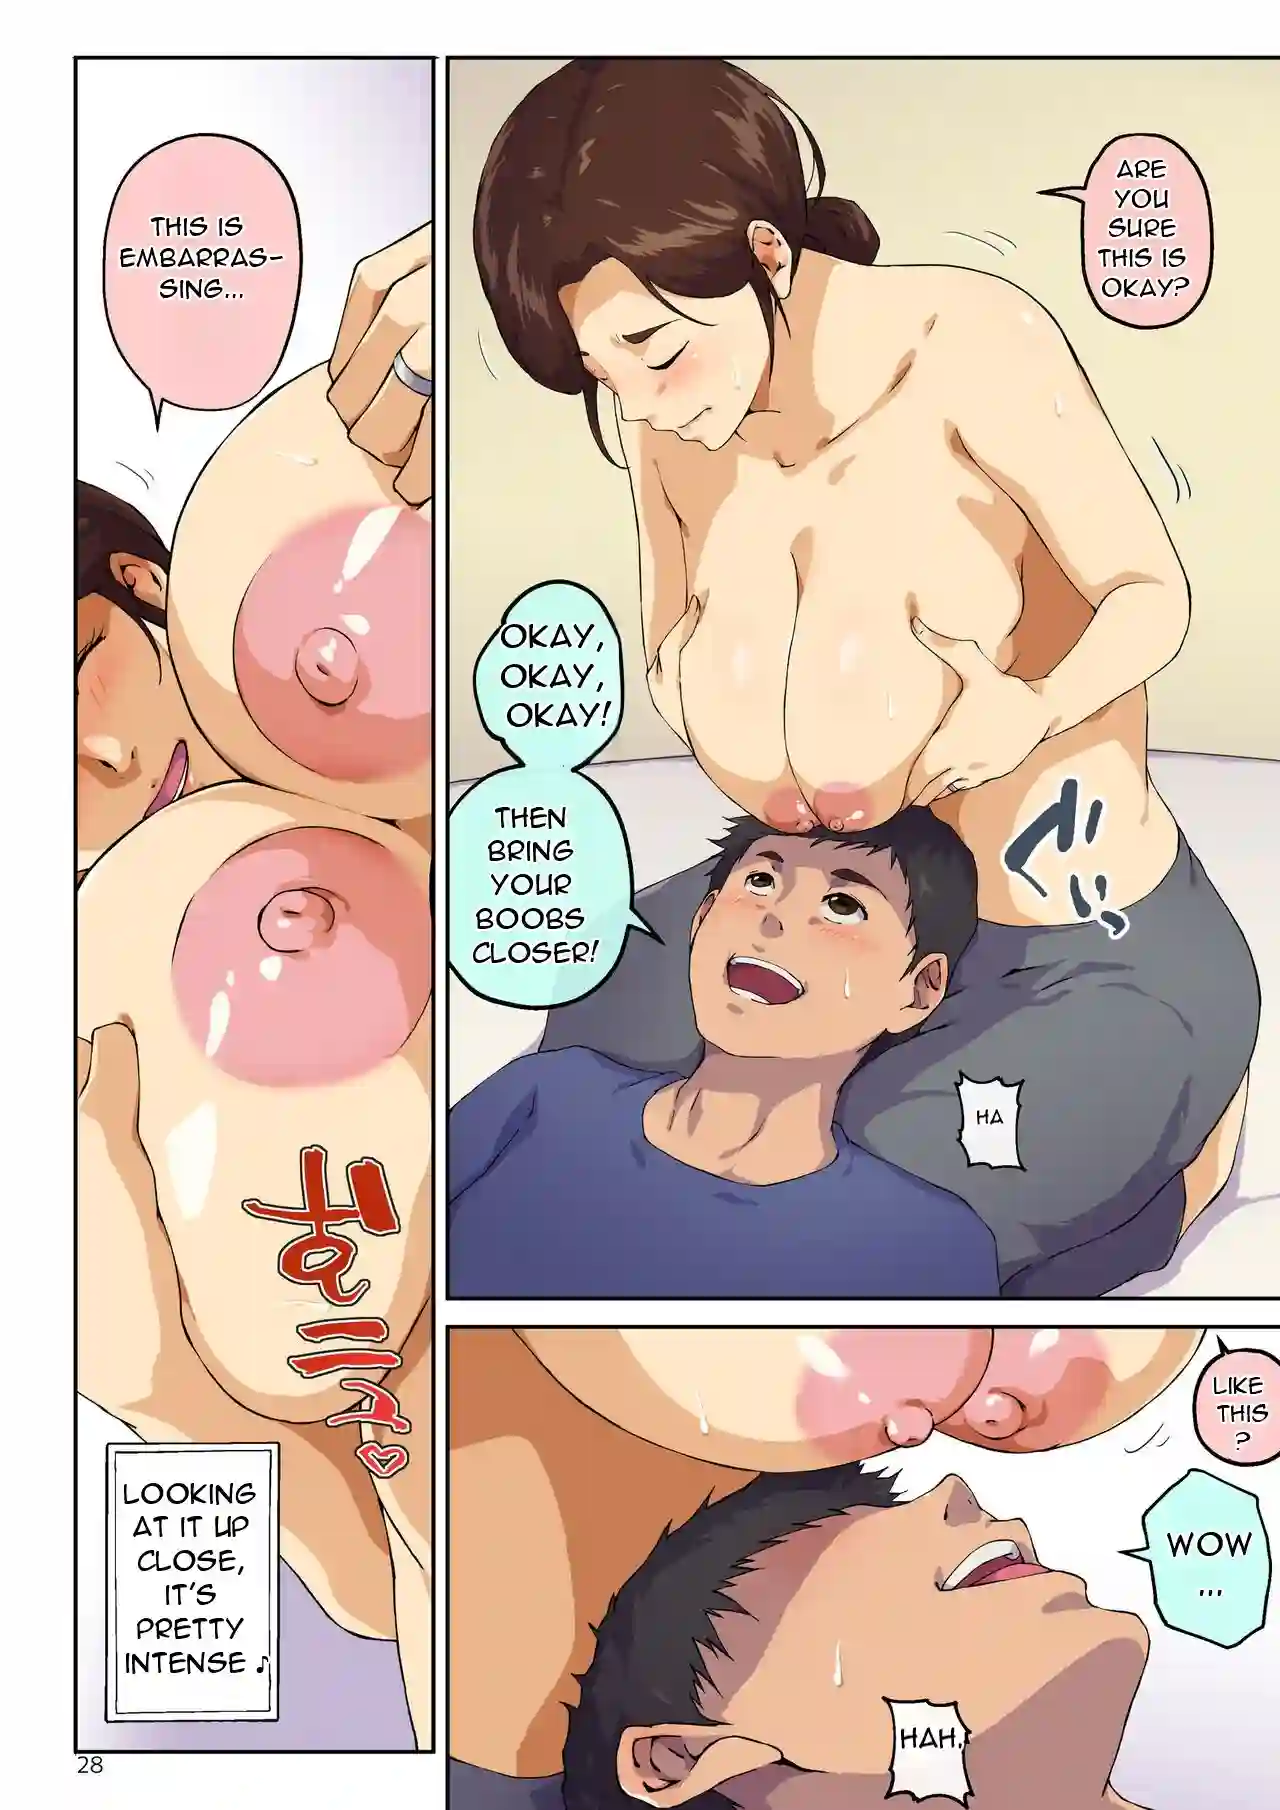 ARE
YOU
SURE
THIS IS
OKAY?
OKAY,
OKAY,
OKAY!
THEN
BRING
YOUR
BOOBS
CLOSER!
HA
THIS IS
EMBARRAS-
SING...
LOOKING
AT IT UP
CLOSE,
IT'S
PRETTY
INTENSE ♪
LIKE
THIS
?
WOW
...
HAH,
28